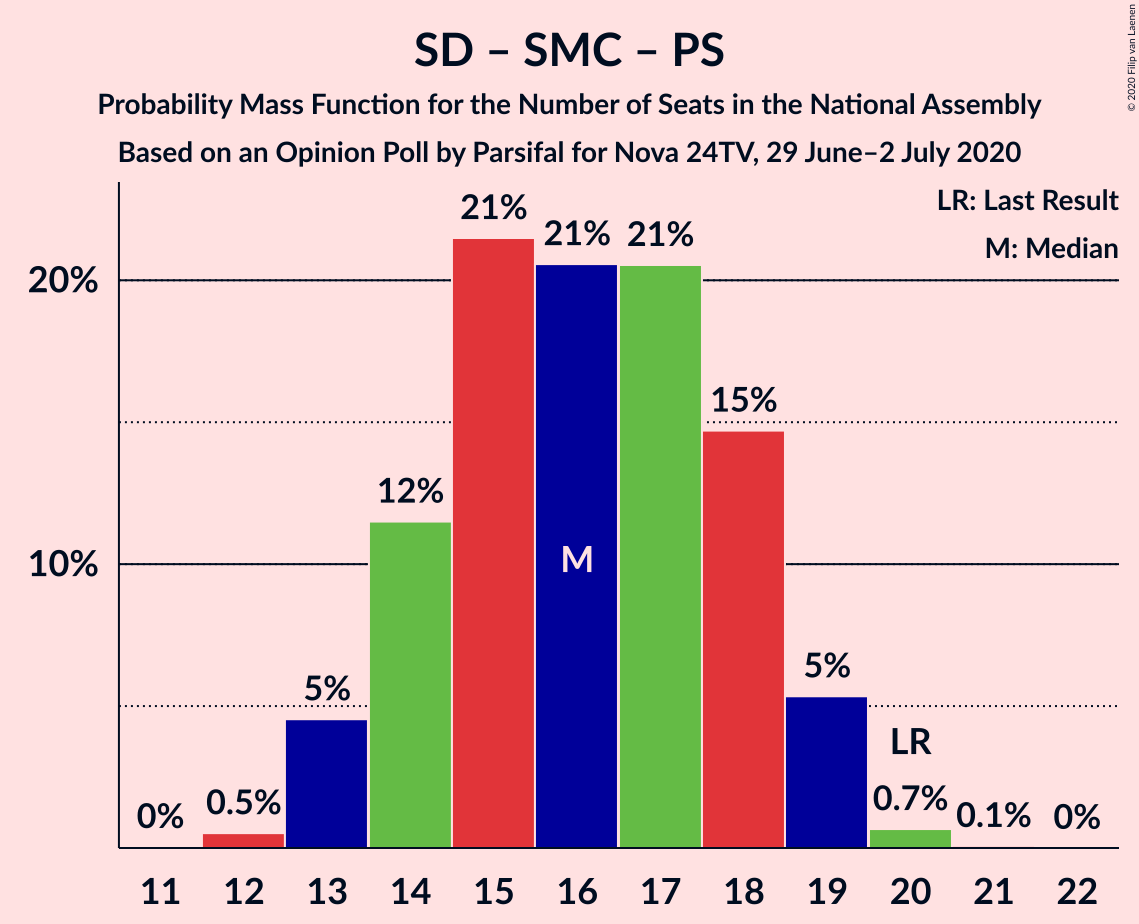 SD – SMC – PS
Probability Mass Function for the Number of Seats in the National Assembly
Based on an Opinion Poll by Parsifal for Nova 24TV, 29 June–2 July 2020
© 2020 Filip van Laenen
LR: Last Result
M: Median
20%
10%
0%
0.5%
5%
12%
21%
21%
21%
15%
5%
LR
0.7%
0.1%
0%
M
11 12 13 14 15 16 17 18 19 20 21 22